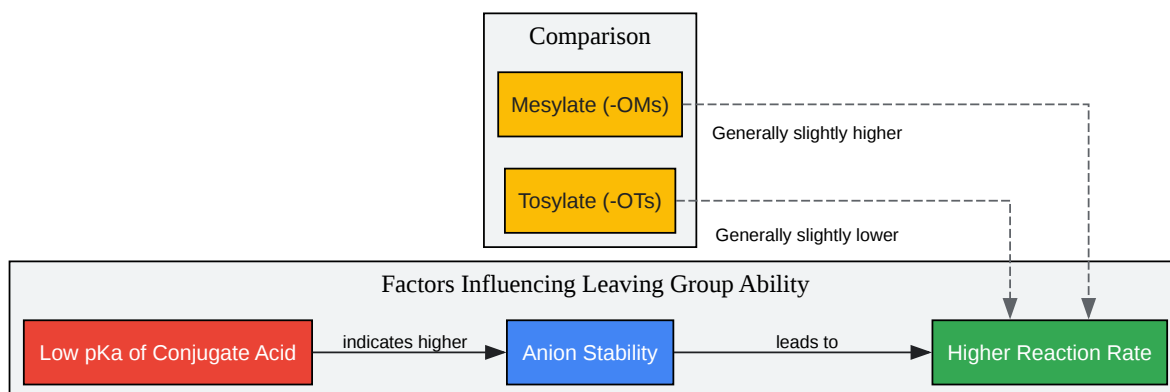 Comparison
Mesylate (-OMs)
Generally slightly higher
Tosylate (-OTs)
Generally slightly lower
Factors Influencing Leaving Group Ability
Low pKa of Conjugate Acid
indicates higher
Anion Stability
leads to
Higher Reaction Rate